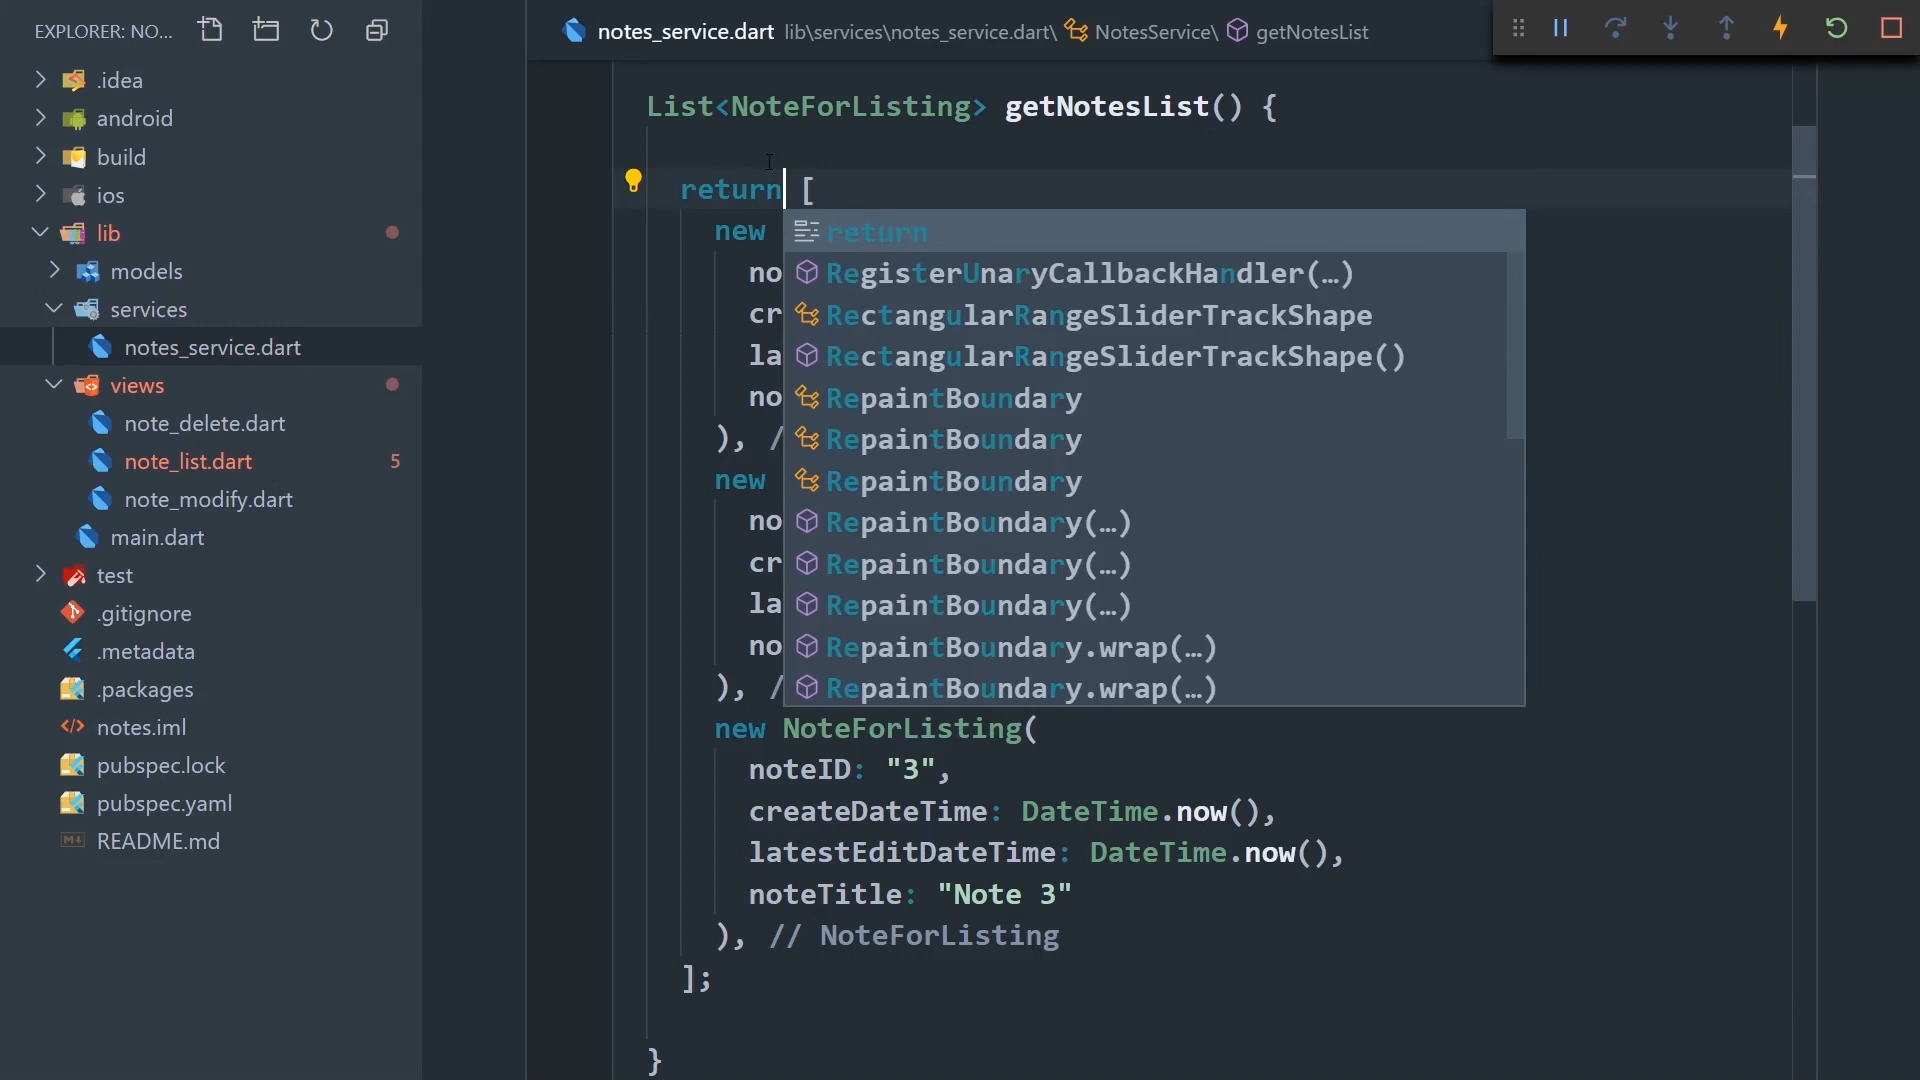 EXPLORER: NO...
.idea
android
build
ios
lib
models
services
notes_service.dart
views
note_delete.dart
note_list.dart 5
note_modify.dart
main.dart
test
.gitignore
.metadata
.packages
notes.iml
pubspec.lock
pubspec.yaml
README.md
notes_service.dart lib\services\notes_service.dart\ NotesService\ getNotesList
List<NoteForListing> getNotesList() {
return [
new
no
cr
la
no
), /
new
no
cr
la
no
), /
return
RegisterUnaryCallbackHandler(…)
RectangularRangeSliderTrackShape
RectangularRangeSliderTrackShape()
RepaintBoundary
RepaintBoundary
RepaintBoundary
RepaintBoundary(…)
RepaintBoundary(…)
RepaintBoundary(…)
RepaintBoundary.wrap(…)
RepaintBoundary.wrap(…)
new NoteForListing(
noteID: "3",
createDateTime: DateTime.now(),
latestEditDateTime: DateTime.now(),
noteTitle: "Note 3"
), // NoteForListing
];
}